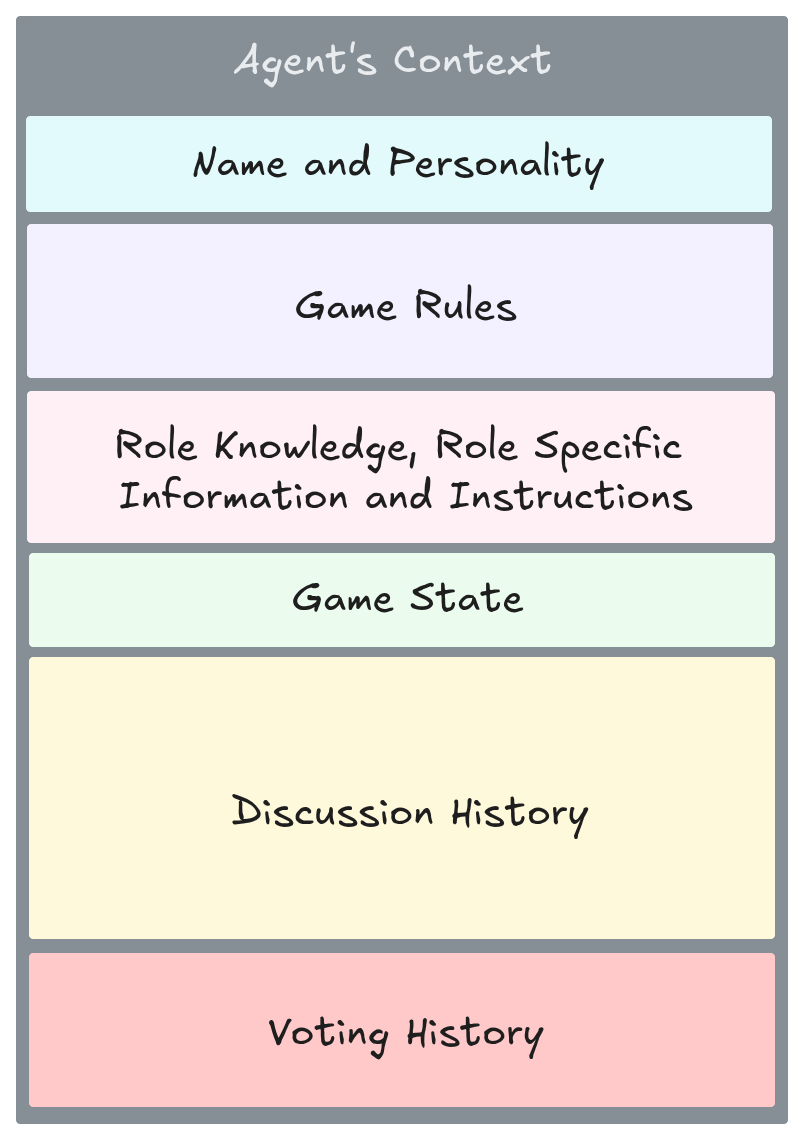 Agent's Context
Name and Personality
Game Rules
Role Knowledge, Role Specific
Information and Instructions
Game State
Discussion History
Voting History